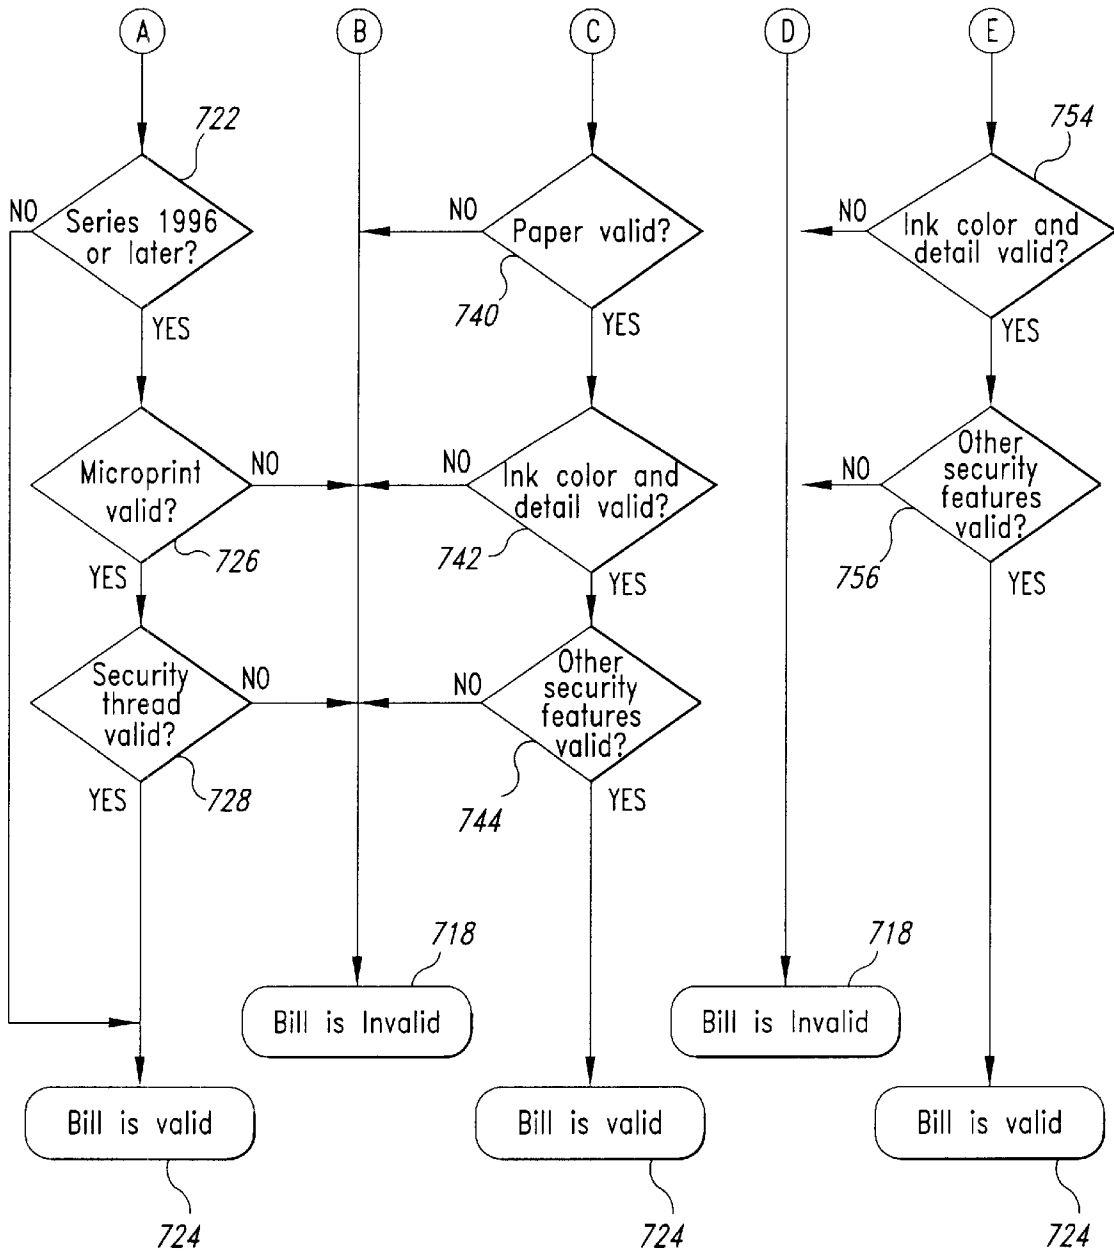 A
B
C
D
E
722
754
NO
Series 1996
or later?
YES
NO
Paper valid?
740
YES
NO
Ink color and
detail valid?
YES
Microprint
valid?
NO
726
YES
NO
Ink color and
detail valid?
742
YES
NO
Other
security
features
valid?
756
YES
Security
thread
valid?
NO
728
YES
NO
Other
security
features
valid?
744
YES
718
Bill is Invalid
718
Bill is Invalid
Bill is valid
724
Bill is valid
724
Bill is valid
724